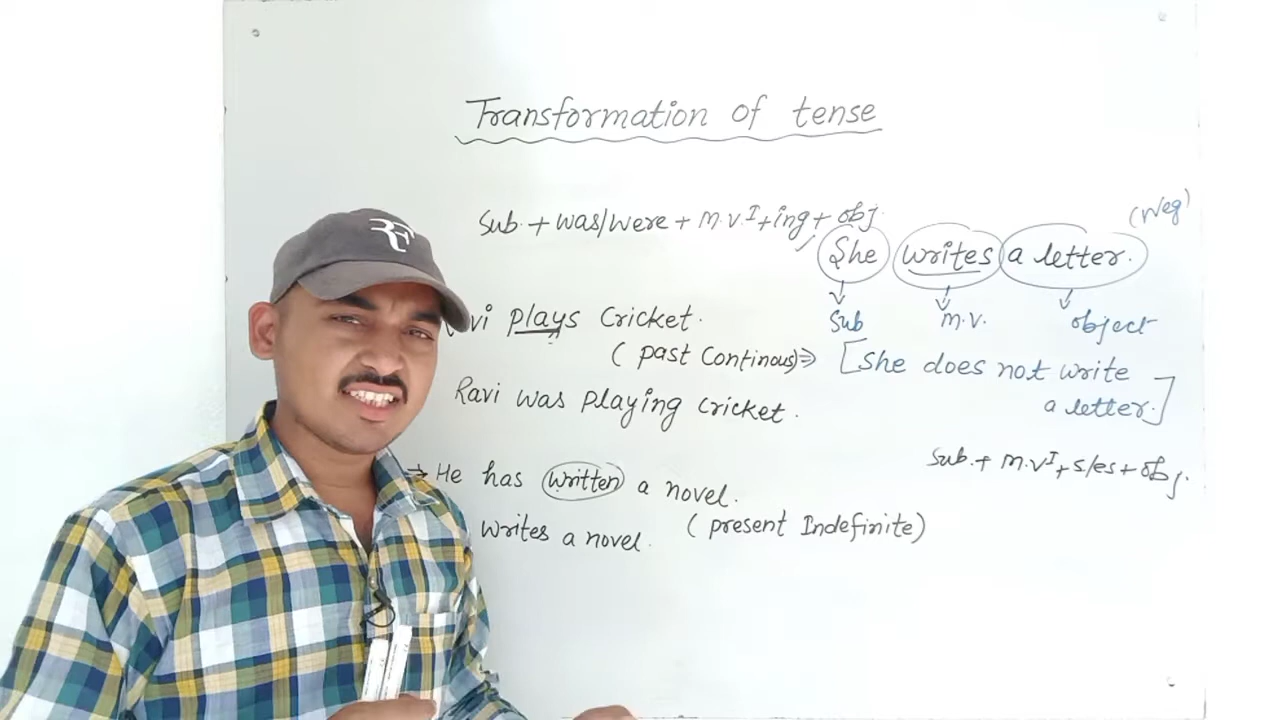 Transformation of tense
Sub. + was/were + m.v.I + ing + obj.
(Neg)
She writes a letter.
Sub m.v. object
plays Cricket.
(past Continous) ⇒ [She does not write
a letter.]
Ravi was playing cricket.
Sub. + m.vI + s/es + obj.
→ He has written a novel.
writes a novel. (present Indefinite)
RF